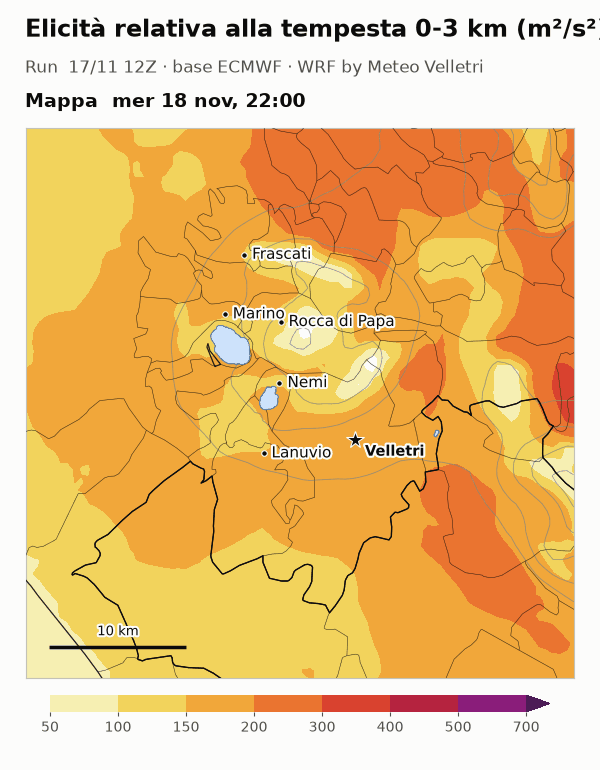 Elicità relativa alla tempesta 0-3 km (m²/s²)
Run  17/11 12Z · base ECMWF · WRF by Meteo Velletri
Mappa  mer 18 nov, 22:00
Frascati
Marino
Rocca di Papa
Nemi
Velletri
Lanuvio
10 km
50 100 150 200 300 400 500 700